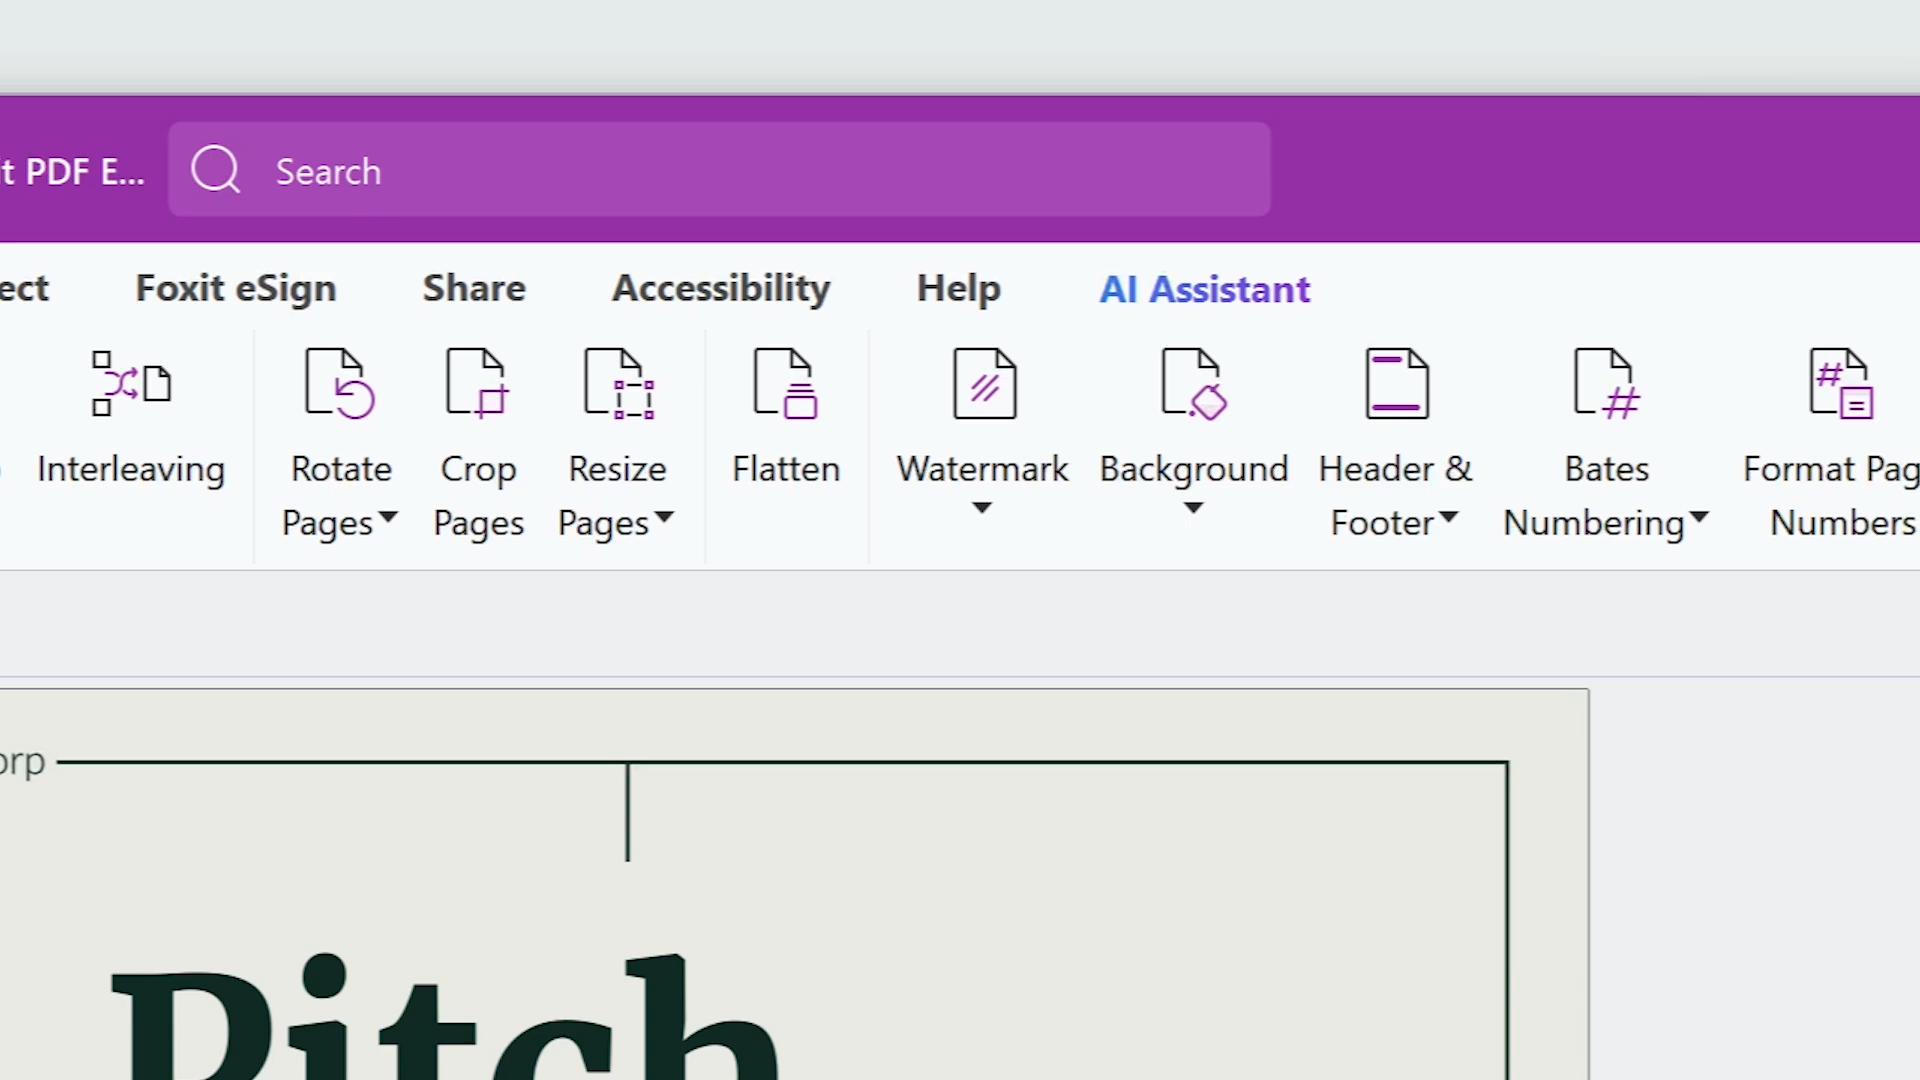 t PDF E...
Search
ect
Foxit eSign
Share
Accessibility
Help
AI Assistant
Interleaving
Rotate
Pages
Crop
Pages
Resize
Pages
Flatten
Watermark
Background
Header &
Footer
Bates
Numbering
Format Pag
Numbers
orp
Pitch